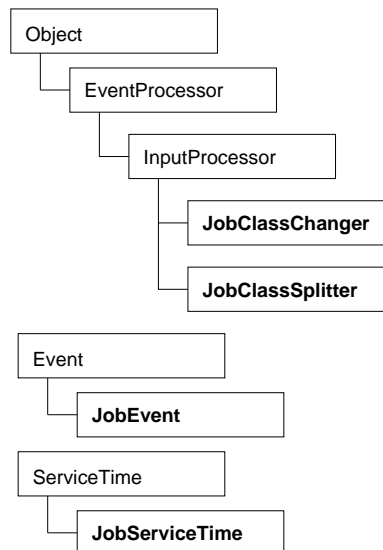 Object
EventProcessor
InputProcessor
JobClassChanger
JobClassSplitter
Event
JobEvent
ServiceTime
JobServiceTime